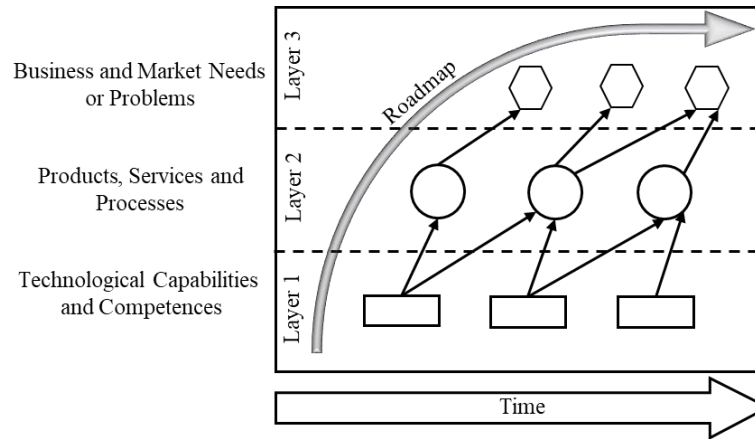 Business and Market Needs
or Problems
Layer 3
Roadmap
Products, Services and
Processes
Layer 2
Technological Capabilities
and Competences
Layer 1
Time